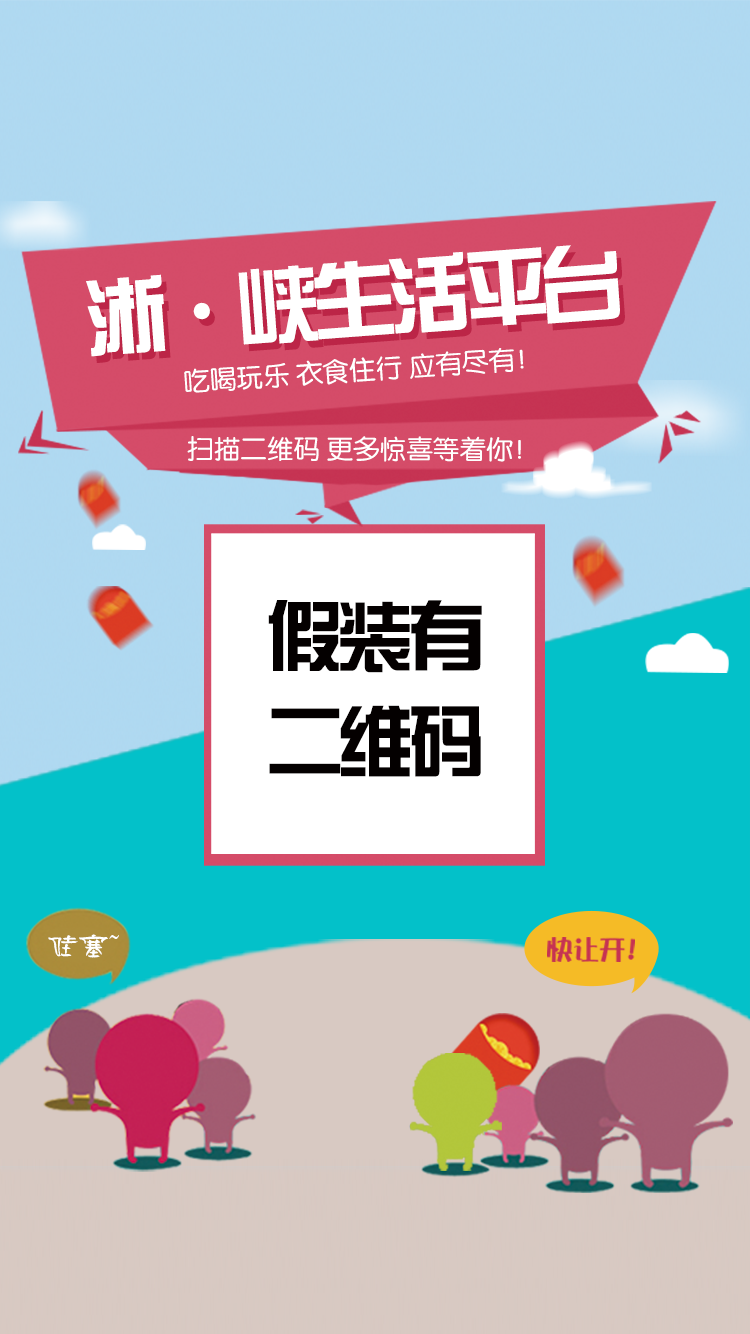 淅·峡生活平台
吃喝玩乐 衣食住行 应有尽有！
扫描二维码 更多惊喜等着你！
假装有
二维码
哇塞~
快让开！